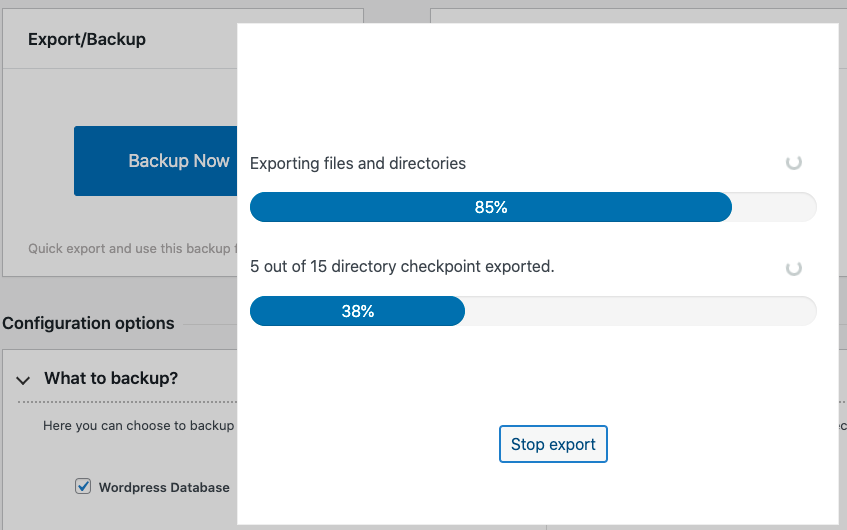 Export/Backup
Backup Now
Quick export and use this backup
Configuration options
What to backup?
Here you can choose to backup
Wordpress Database
Exporting files and directories
85%
5 out of 15 directory checkpoint exported.
38%
Stop export